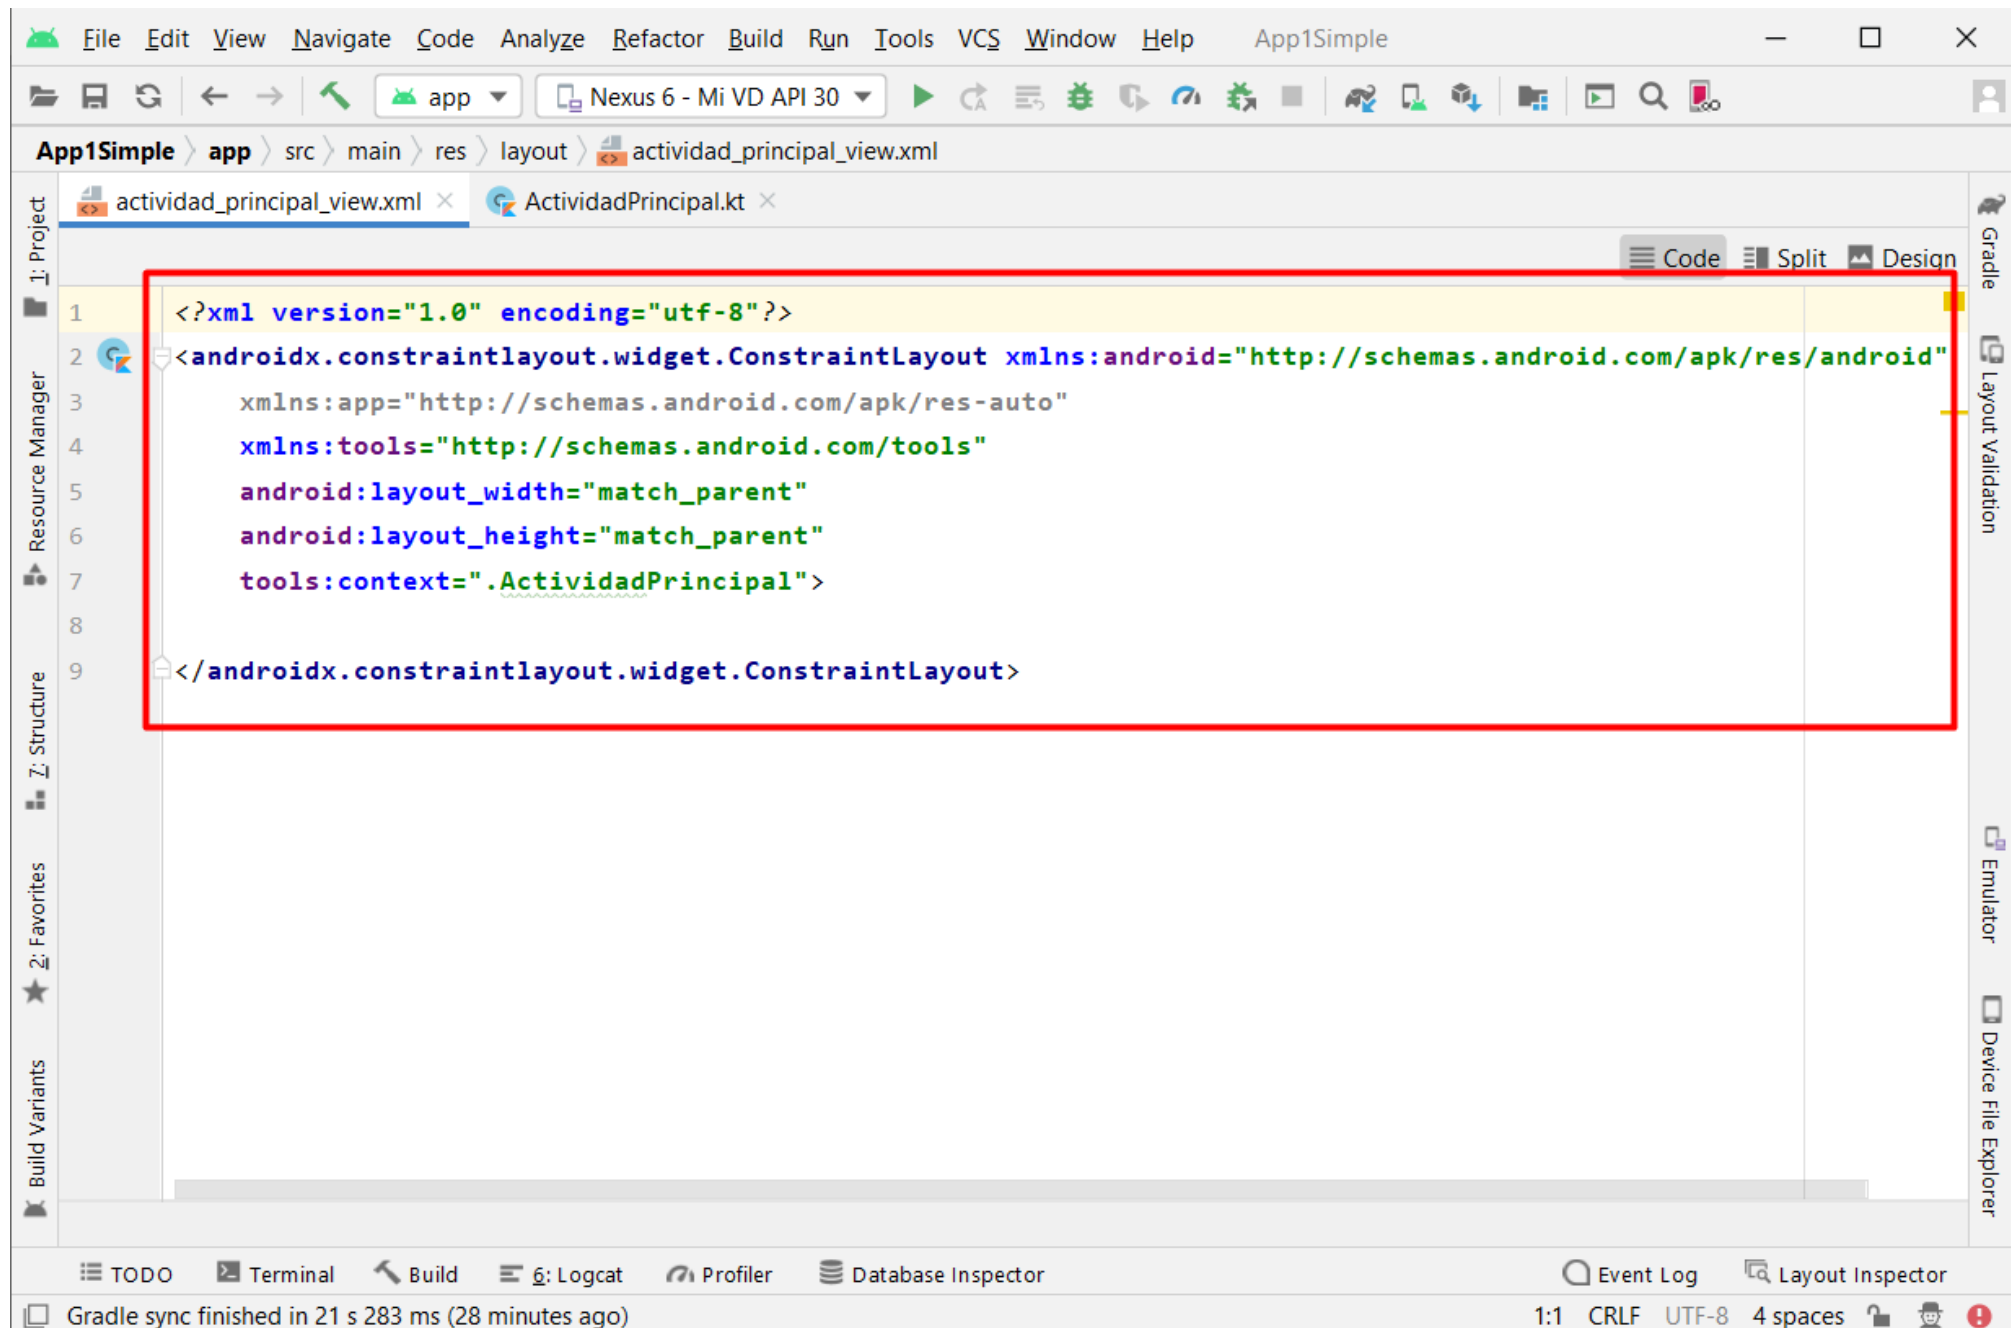 File Edit View Navigate Code Analyze Refactor Build Run Tools VCS Window Help App1Simple
app Nexus 6 - Mi VD API 30
App1Simple app src main res layout actividad_principal_view.xml
actividad_principal_view.xml ActividadPrincipal.kt
Code Split Design
1 <?xml version="1.0" encoding="utf-8"?>
2 <androidx.constraintlayout.widget.ConstraintLayout xmlns:android="http://schemas.android.com/apk/res/android"
3 xmlns:app="http://schemas.android.com/apk/res-auto"
4 xmlns:tools="http://schemas.android.com/tools"
5 android:layout_width="match_parent"
6 android:layout_height="match_parent"
7 tools:context=".ActividadPrincipal">
8
9 </androidx.constraintlayout.widget.ConstraintLayout>
1: Project
Resource Manager
7: Structure
2: Favorites
Build Variants
Gradle
Layout Validation
Emulator
Device File Explorer
TODO Terminal Build 6: Logcat Profiler Database Inspector Event Log Layout Inspector
Gradle sync finished in 21 s 283 ms (28 minutes ago) 1:1 CRLF UTF-8 4 spaces